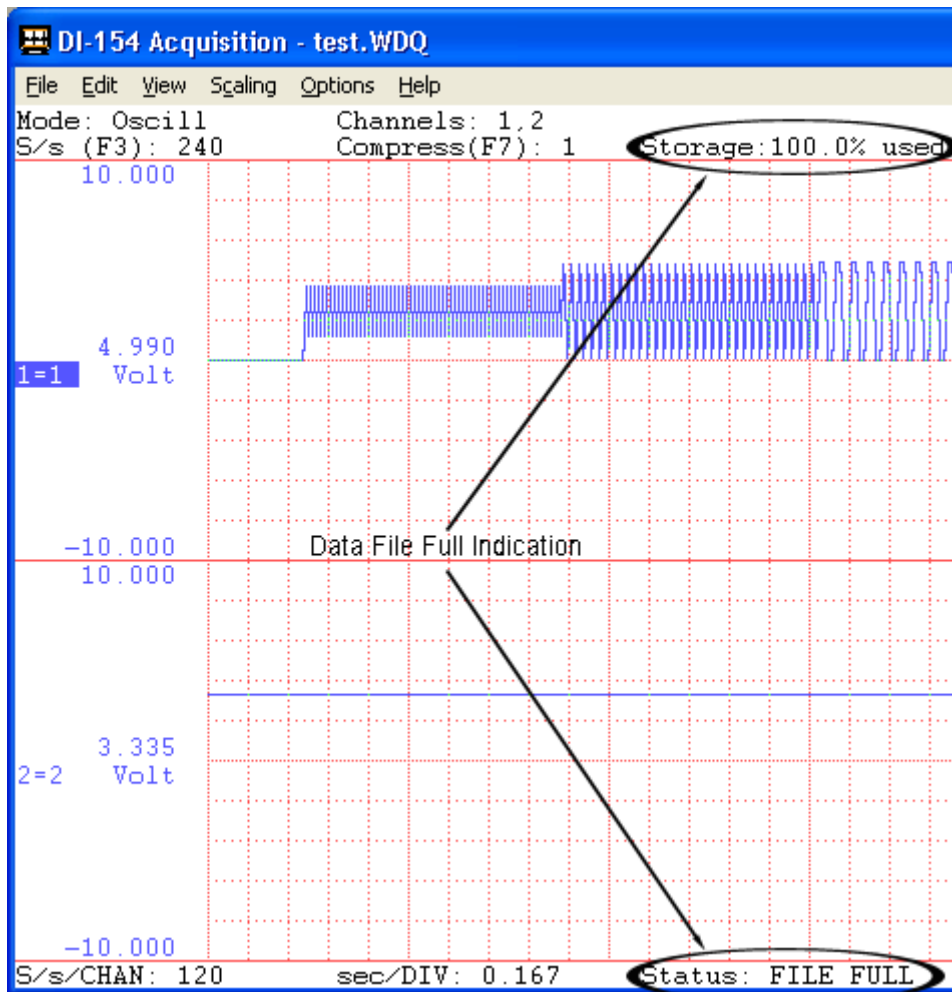 DI-154 Acquisition - test.WDQ
File Edit View Scaling Options Help
Mode: Oscill Channels: 1,2
S/s (F3): 240 Compress(F7): 1 Storage:100.0% used
10.000
4.990
1=1 Volt
-10.000
Data File Full Indication
10.000
3.335
2=2 Volt
-10.000
S/s/CHAN: 120 sec/DIV: 0.167 Status: FILE FULL